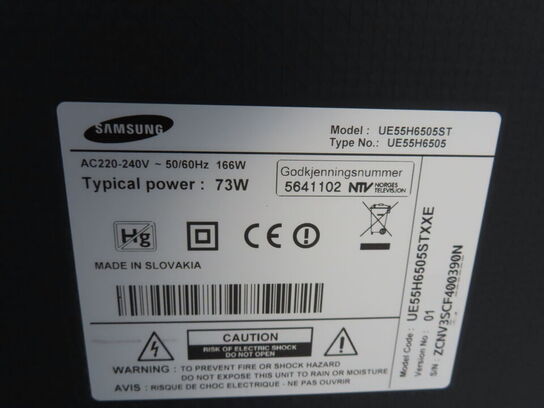 SAMSUNG
Model : UE55H6505ST
Type No.: UE55H6505
AC220-240V ~ 50/60Hz 166W
Typical power : 73W
Godkjenningsnummer
5641102 NTV NORGES TELEVISION
Hg
CE
MADE IN SLOVAKIA
CAUTION
RISK OF ELECTRIC SHOCK
DO NOT OPEN
WARNING : TO PREVENT FIRE OR SHOCK HAZARD
DO NOT EXPOSE THIS UNIT TO RAIN OR MOISTURE
AVIS : RISQUE DE CHOC ELECTRIQUE - NE PAS OUVRIR
Model Code : UE55H6505STXXE
Version No : 01
S/N : ZCNV3SCF400390N